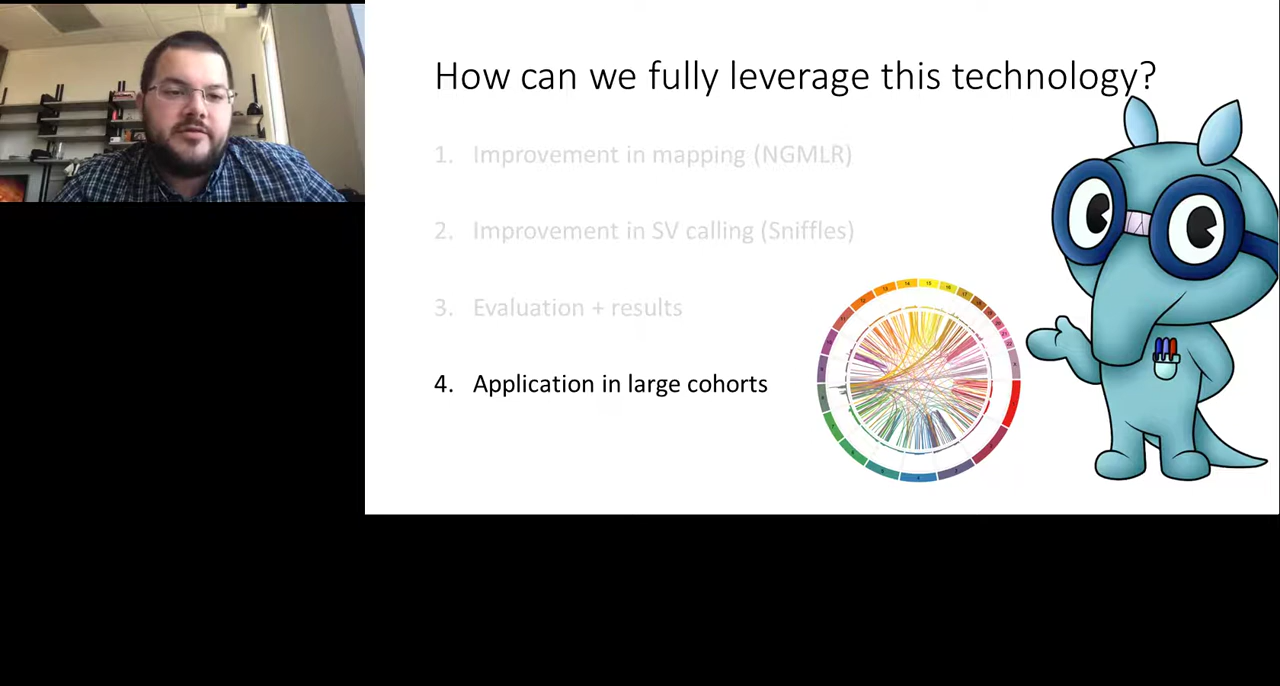 How can we fully leverage this technology?
1. Improvement in mapping (NGMLR)
2. Improvement in SV calling (Sniffles)
3. Evaluation + results
4. Application in large cohorts